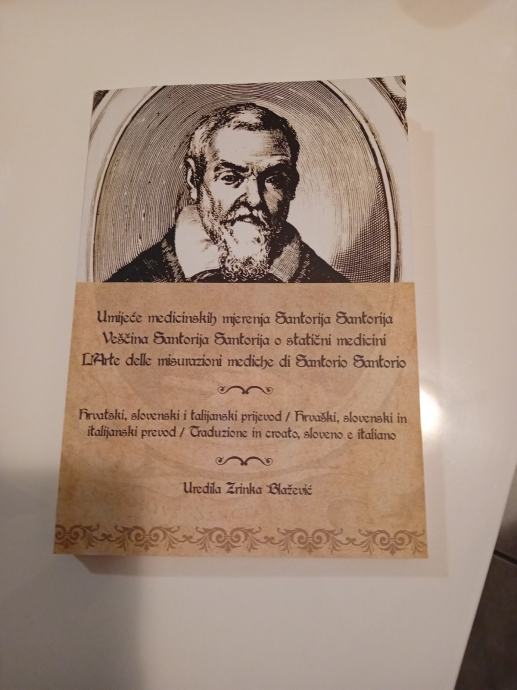 Umijeće medicinskih mjerenja Santorija Santorija
Veščina Santorija Santorija o statični medicini
L'Arte delle misurazioni mediche di Santorio Santorio
Hrvatski, slovenski i talijanski prijevod / Hrvaški, slovenski in
italijanski prevod / Traduzione in croato, sloveno e italiano
Uredila Zrinka Blažević